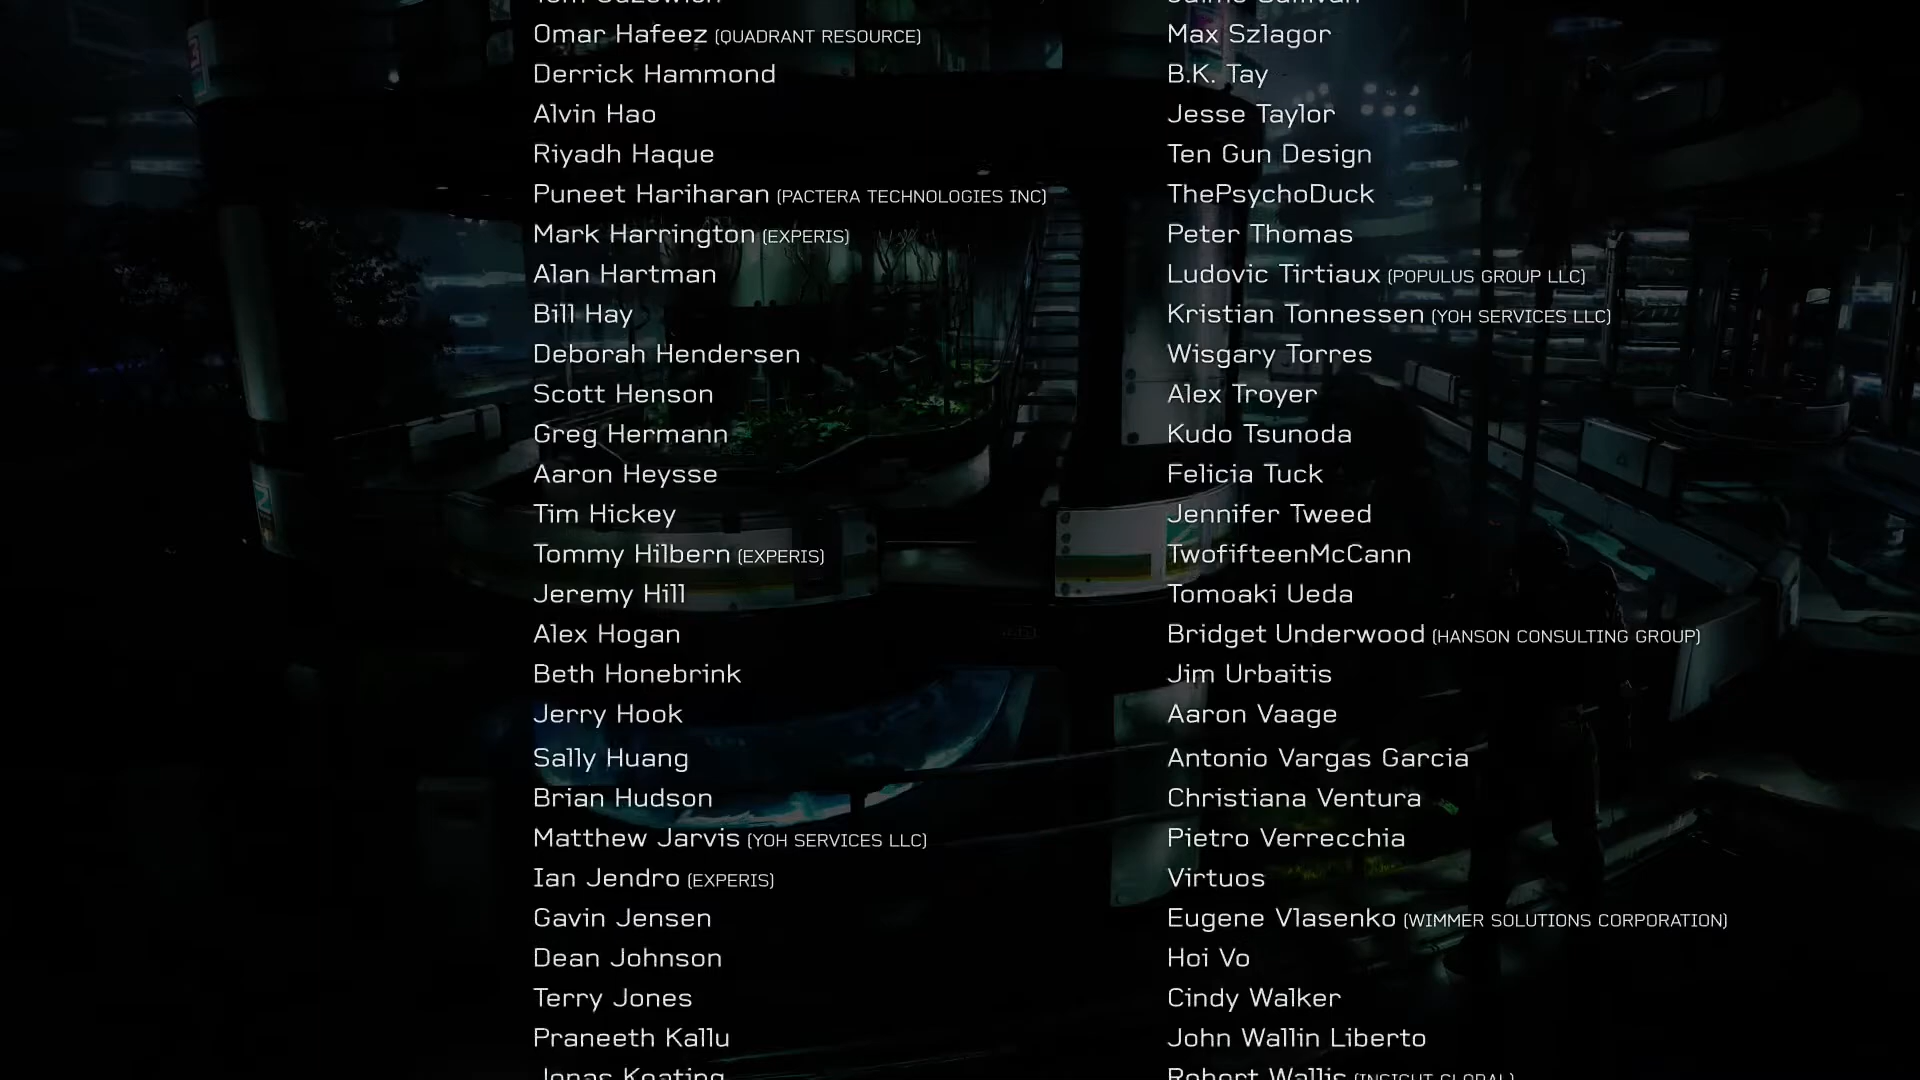 Omar Hafeez (QUADRANT RESOURCE)
Derrick Hammond
Alvin Hao
Riyadh Haque
Puneet Hariharan (PACTERA TECHNOLOGIES INC)
Mark Harrington (EXPERIS)
Alan Hartman
Bill Hay
Deborah Hendersen
Scott Henson
Greg Hermann
Aaron Heysse
Tim Hickey
Tommy Hilbern (EXPERIS)
Jeremy Hill
Alex Hogan
Beth Honebrink
Jerry Hook
Sally Huang
Brian Hudson
Matthew Jarvis (YOH SERVICES LLC)
Ian Jendro (EXPERIS)
Gavin Jensen
Dean Johnson
Terry Jones
Praneeth Kallu
Jonas Keating
Max Szlagor
B.K. Tay
Jesse Taylor
Ten Gun Design
ThePsychoDuck
Peter Thomas
Ludovic Tirtiaux (POPULUS GROUP LLC)
Kristian Tonnessen (YOH SERVICES LLC)
Wisgary Torres
Alex Troyer
Kudo Tsunoda
Felicia Tuck
Jennifer Tweed
TwofifteenMcCann
Tomoaki Ueda
Bridget Underwood (HANSON CONSULTING GROUP)
Jim Urbaitis
Aaron Vaage
Antonio Vargas Garcia
Christiana Ventura
Pietro Verrecchia
Virtuos
Eugene Vlasenko (WIMMER SOLUTIONS CORPORATION)
Hoi Vo
Cindy Walker
John Wallin Liberto
Robert Wallis (INSIGHT GLOBAL)